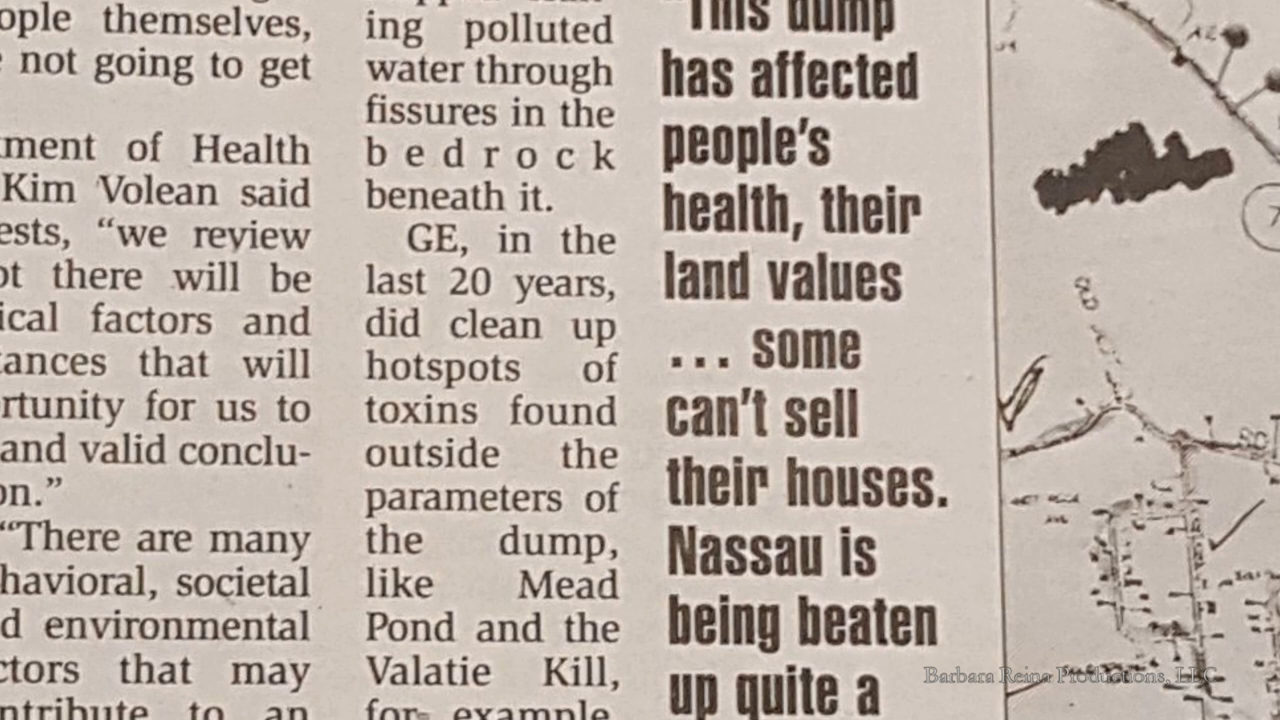 ople themselves,
not going to get
ment of Health
Kim Volean said
ests, “we review
ot there will be
ical factors and
tances that will
rtunity for us to
and valid conclu-
on.”
“There are many
havioral, societal
d environmental
ctors that may
ntribute to an
ing polluted
water through
fissures in the
bedrock
beneath it.
GE, in the
last 20 years,
did clean up
hotspots of
toxins found
outside the
parameters of
the dump,
like Mead
Pond and the
Valatie Kill,
for example,
“This dump
has affected
people's
health, their
land values
... some
can't sell
their houses.
Nassau is
being beaten
up quite a
7
Barbara Reina Productions, LLC